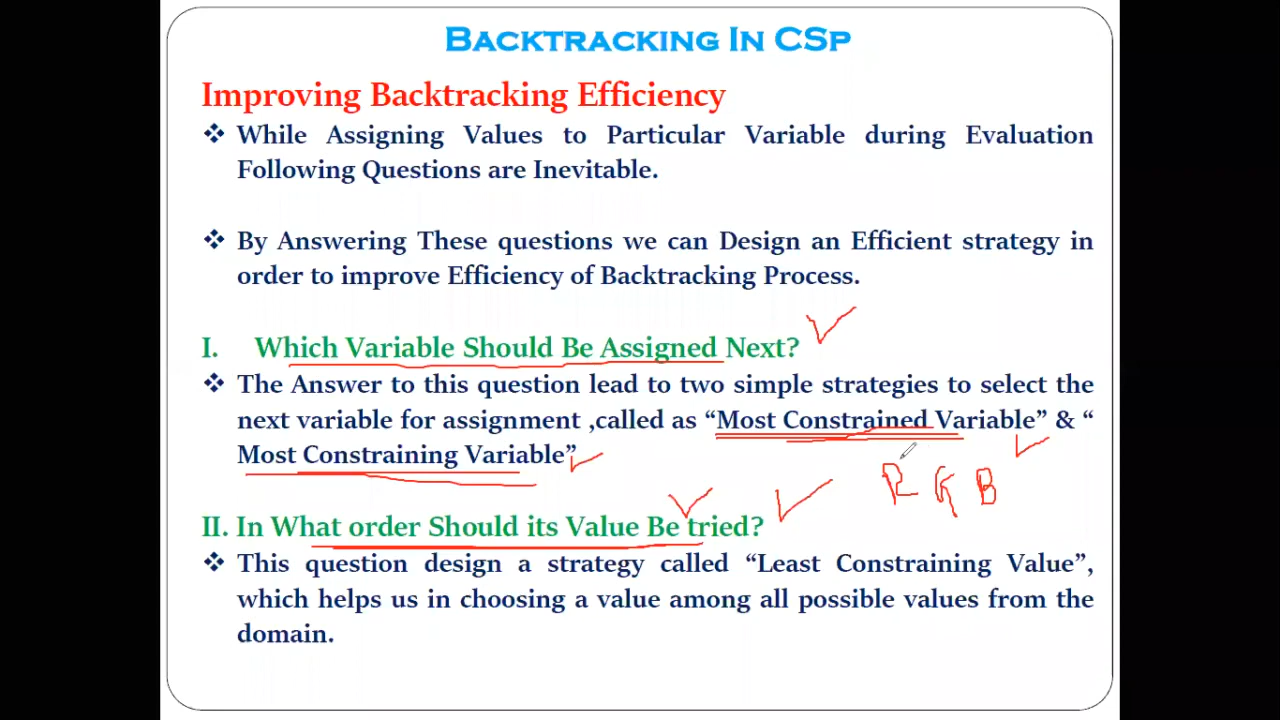 BACKTRACKING IN CSP
Improving Backtracking Efficiency
❖ While Assigning Values to Particular Variable during Evaluation
Following Questions are Inevitable.
❖ By Answering These questions we can Design an Efficient strategy in
order to improve Efficiency of Backtracking Process.
I. Which Variable Should Be Assigned Next?
❖ The Answer to this question lead to two simple strategies to select the
next variable for assignment ,called as “Most Constrained Variable” & “
Most Constraining Variable”
R G B
II. In What order Should its Value Be tried?
❖ This question design a strategy called “Least Constraining Value”,
which helps us in choosing a value among all possible values from the
domain.